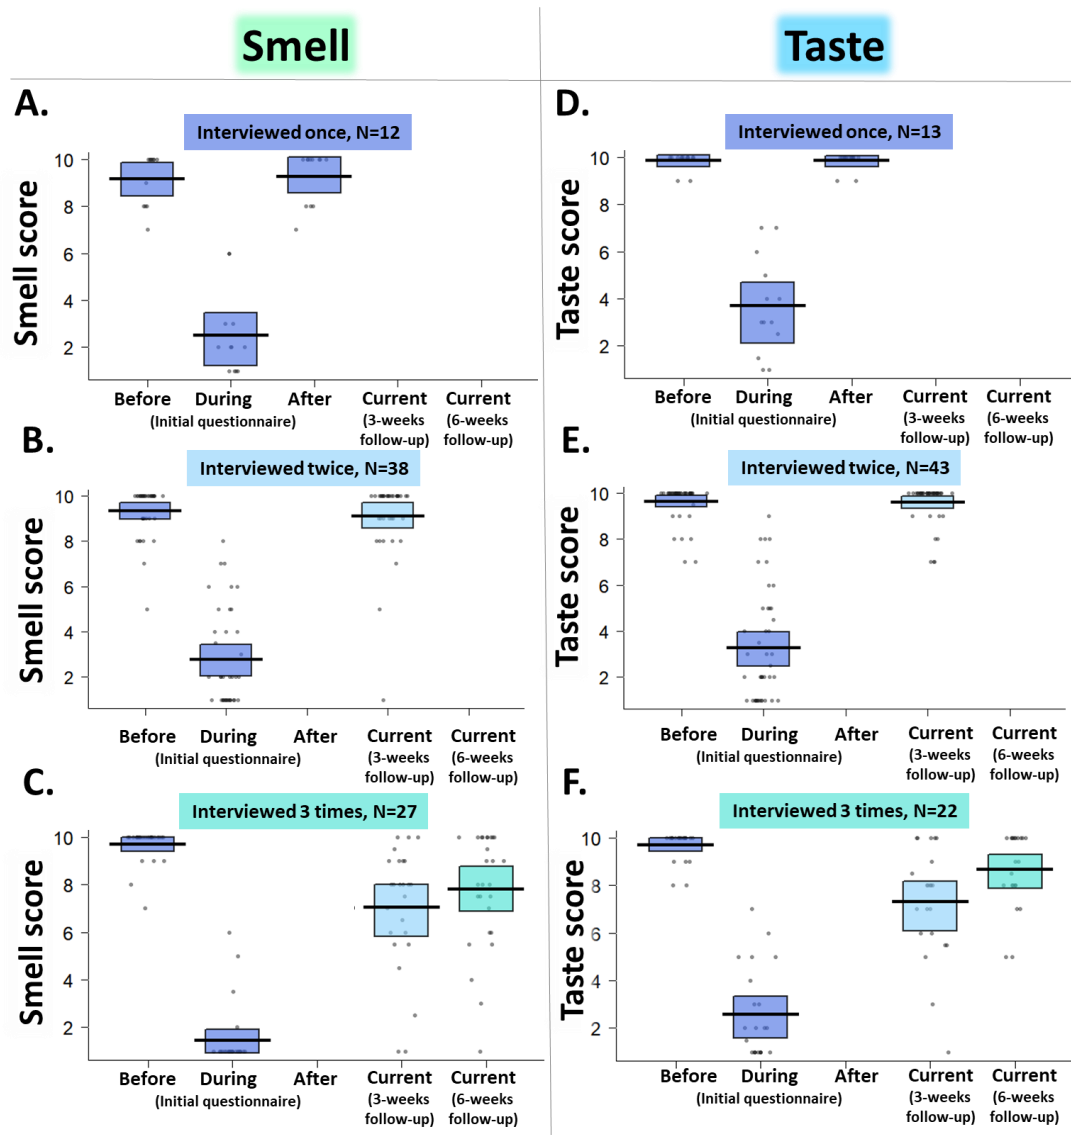 Smell
Taste
A.
Interviewed once, N=12
Smell score
10
8
6
4
2
Before During After Current Current
(Initial questionnaire) (3-weeks follow-up) (6-weeks follow-up)
D.
Interviewed once, N=13
Taste score
10
8
6
4
2
Before During After Current Current
(Initial questionnaire) (3-weeks follow-up) (6-weeks follow-up)
B.
Interviewed twice, N=38
Smell score
10
8
6
4
2
Before During After Current Current
(Initial questionnaire) (3-weeks follow-up) (6-weeks follow-up)
E.
Interviewed twice, N=43
Taste score
10
8
6
4
2
Before During After Current Current
(Initial questionnaire) (3-weeks follow-up) (6-weeks follow-up)
C.
Interviewed 3 times, N=27
Smell score
10
8
6
4
2
Before During After Current Current
(Initial questionnaire) (3-weeks follow-up) (6-weeks follow-up)
F.
Interviewed 3 times, N=22
Taste score
10
8
6
4
2
Before During After Current Current
(Initial questionnaire) (3-weeks follow-up) (6-weeks follow-up)